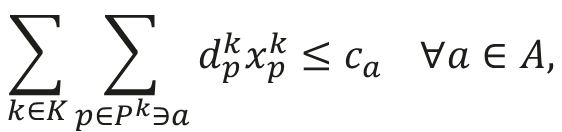 ∑_{k∈K} ∑_{p∈P^k∋a} d_p^k x_p^k ≤ c_a ∀a ∈ A,